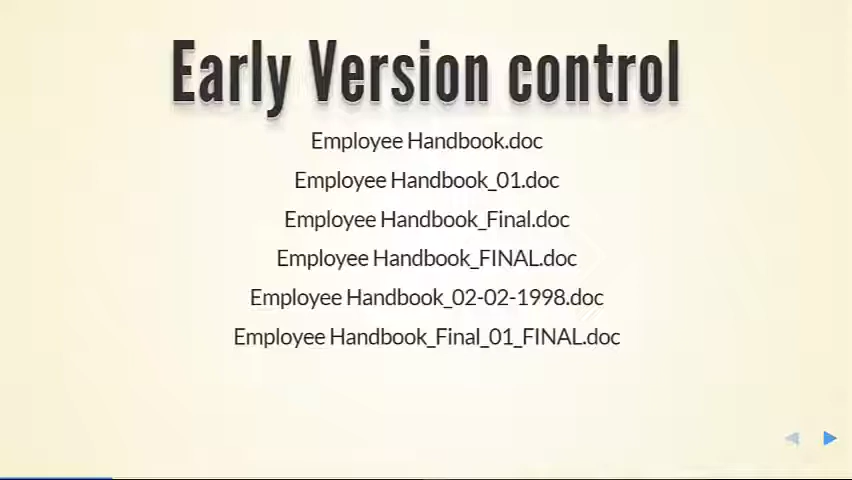 Early Version control
Employee Handbook.doc
Employee Handbook_01.doc
Employee Handbook_Final.doc
Employee Handbook_FINAL.doc
Employee Handbook_02-02-1998.doc
Employee Handbook_Final_01_FINAL.doc